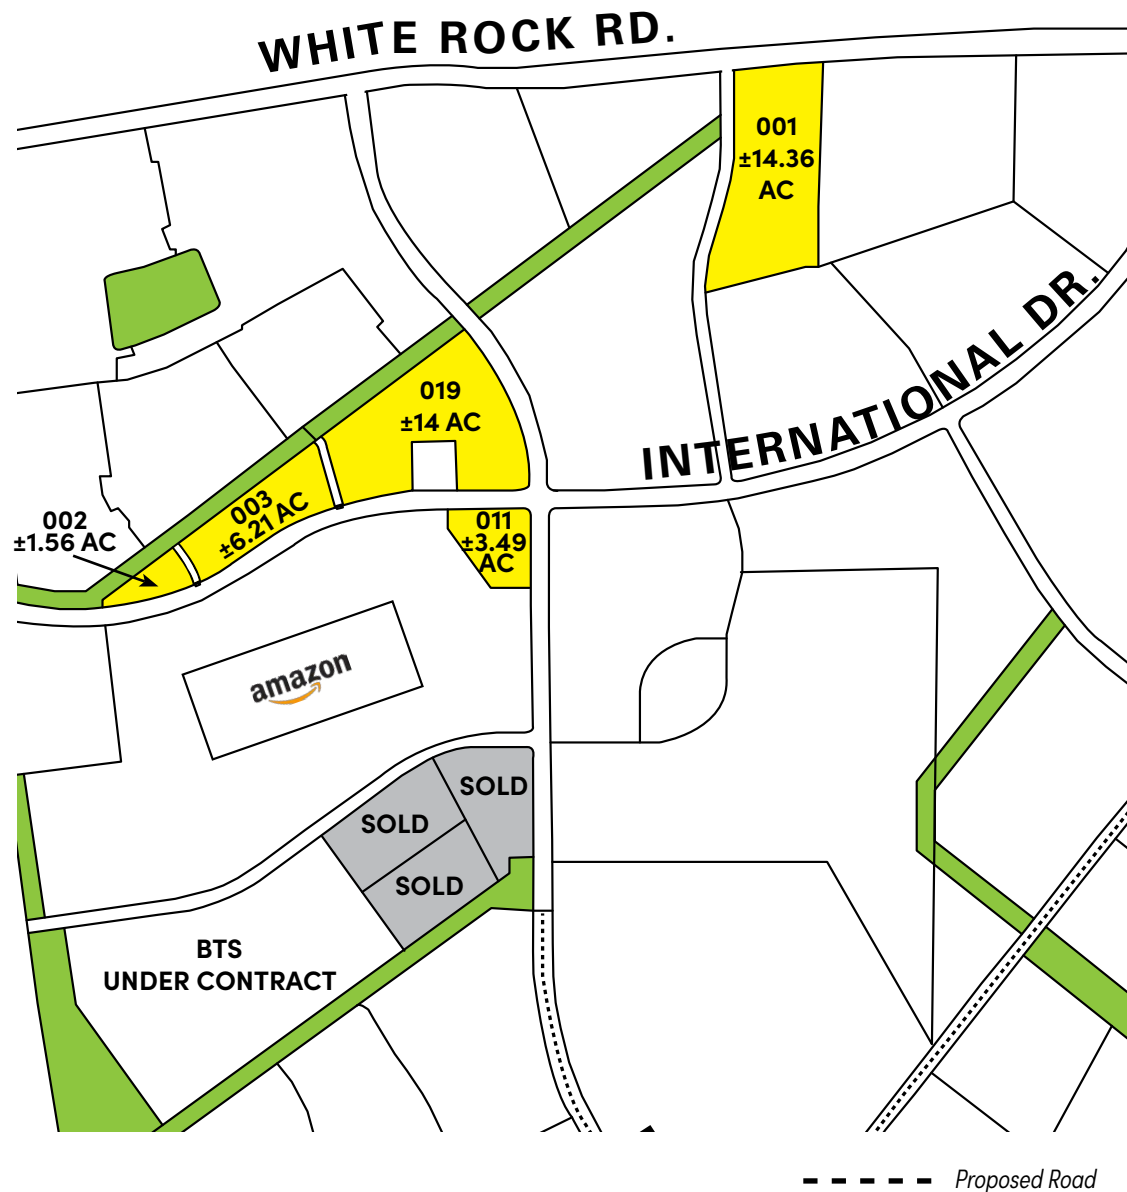 WHITE ROCK RD.
001
±14.36
AC
INTERNATIONAL DR.
019
±14 AC
003
±6.21 AC
002
±1.56 AC
011
±3.49
AC
amazon
SOLD
SOLD
SOLD
BTS
UNDER CONTRACT
Proposed Road